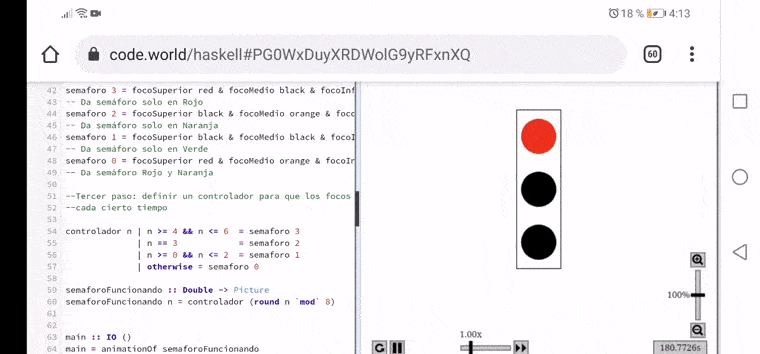 18 % 4:13
code.world/haskell#PG0WxDuyXRDWolG9yRFxnXQ
60
42 semaforo 3 = focoSuperior red & focoMedio black & focoInf
43 -- Da semáforo solo en Rojo
44 semaforo 2 = focoSuperior black & focoMedio orange & foco
45 -- Da semáforo solo en Naranja
46 semaforo 1 = focoSuperior black & focoMedio black & focoI
47 -- Da semáforo solo en Verde
48 semaforo 0 = focoSuperior red & focoMedio orange & focoIn
49 -- Da semáforo Rojo y Naranja
50
51 --Tercer paso: definir un controlador para que los focos
52 --cada cierto tiempo
53
54 controlador n | n >= 4 && n <= 6 = semaforo 3
55 | n == 3 = semaforo 2
56 | n >= 0 && n <= 2 = semaforo 1
57 | otherwise = semaforo 0
58
59 semaforoFuncionando :: Double -> Picture
60 semaforoFuncionando n = controlador (round n `mod` 8)
61
62
63 main :: IO ()
64 main = animationOf semaforoFuncionando
100%
1.00x
180.7726s